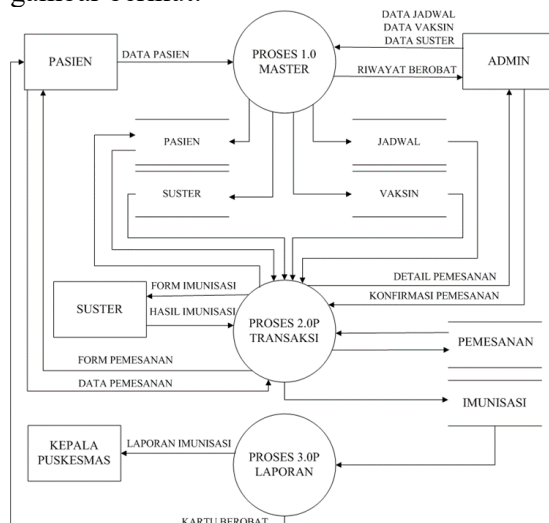 DATA JADWAL
DATA VAKSIN
DATA SUSTER
PASIEN
DATA PASIEN
PROSES 1.0
MASTER
ADMIN
RIWAYAT BEROBAT
PASIEN
JADWAL
SUSTER
VAKSIN
DETAIL PEMESANAN
FORM IMUNISASI
KONFIRMASI PEMESANAN
SUSTER
HASIL IMUNISASI
PROSES 2.0P
TRANSAKSI
PEMESANAN
FORM PEMESANAN
DATA PEMESANAN
IMUNISASI
KEPALA
PUSKESMAS
LAPORAN IMUNISASI
PROSES 3.0P
LAPORAN
KARTU BEROBAT